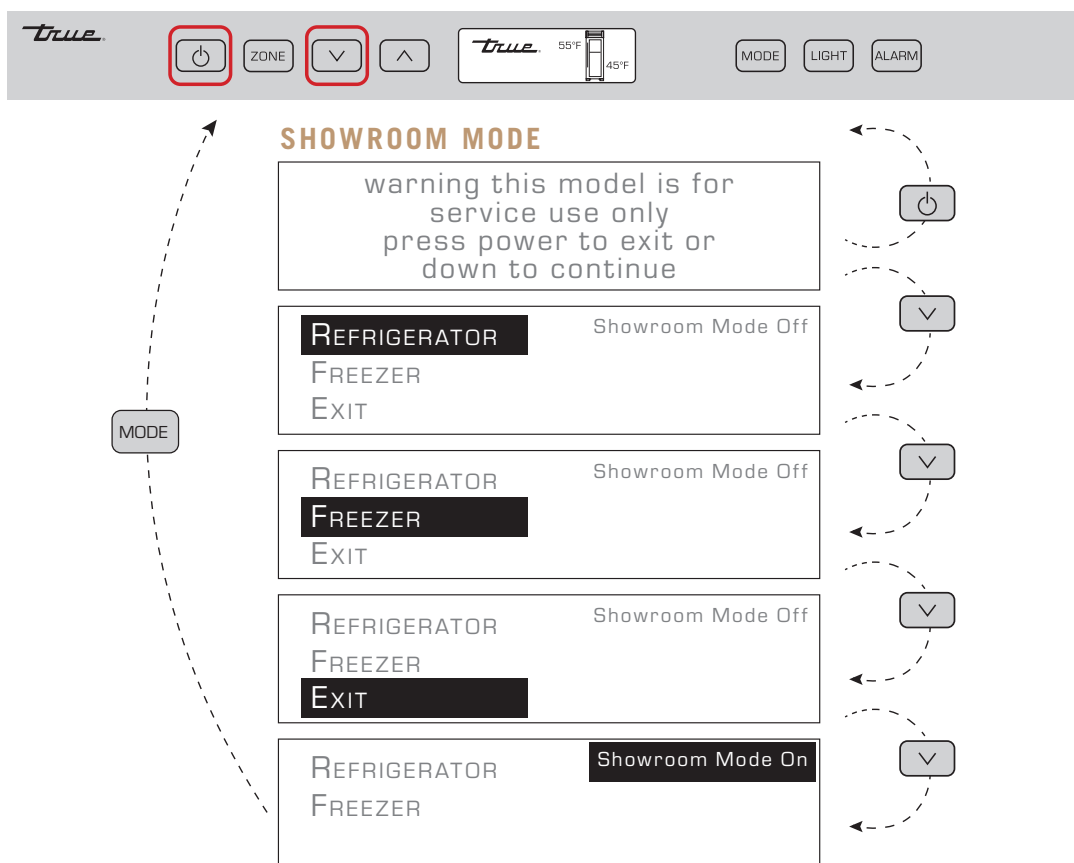 True.
ZONE
True. 55°F
45°F
MODE LIGHT ALARM
SHOWROOM MODE
warning this model is for
service use only
press power to exit or
down to continue
REFRIGERATOR Showroom Mode Off
FREEZER
EXIT
MODE
REFRIGERATOR Showroom Mode Off
FREEZER
EXIT
REFRIGERATOR Showroom Mode Off
FREEZER
EXIT
REFRIGERATOR Showroom Mode On
FREEZER